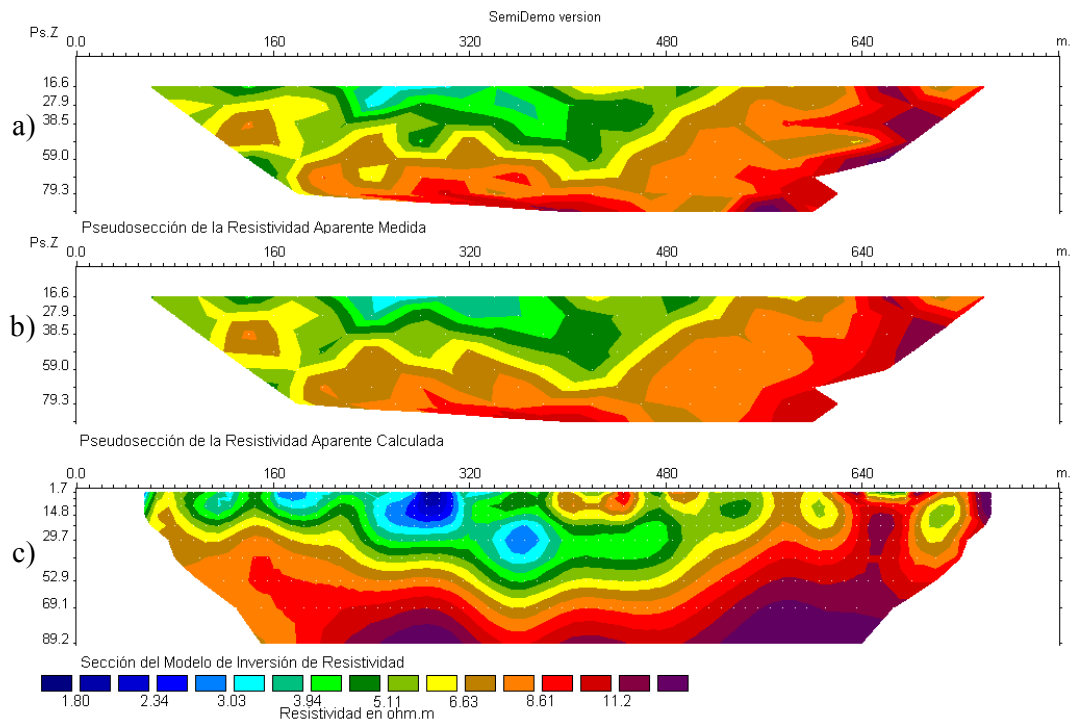 SemiDemo version
Ps.Z
0.0 160 320 480 640 m.
16.6
27.9
a) 38.5
59.0
79.3
Pseudosección de la Resistividad Aparente Medida
Ps.Z
0.0 160 320 480 640 m.
16.6
27.9
b) 38.5
59.0
79.3
Pseudosección de la Resistividad Aparente Calculada
0.0 160 320 480 640 m.
1.7
14.8
c) 29.7
52.9
69.1
89.2
Sección del Modelo de Inversión de Resistividad
1.80 2.34 3.03 3.94 5.11 6.63 8.61 11.2
Resistividad en ohm.m